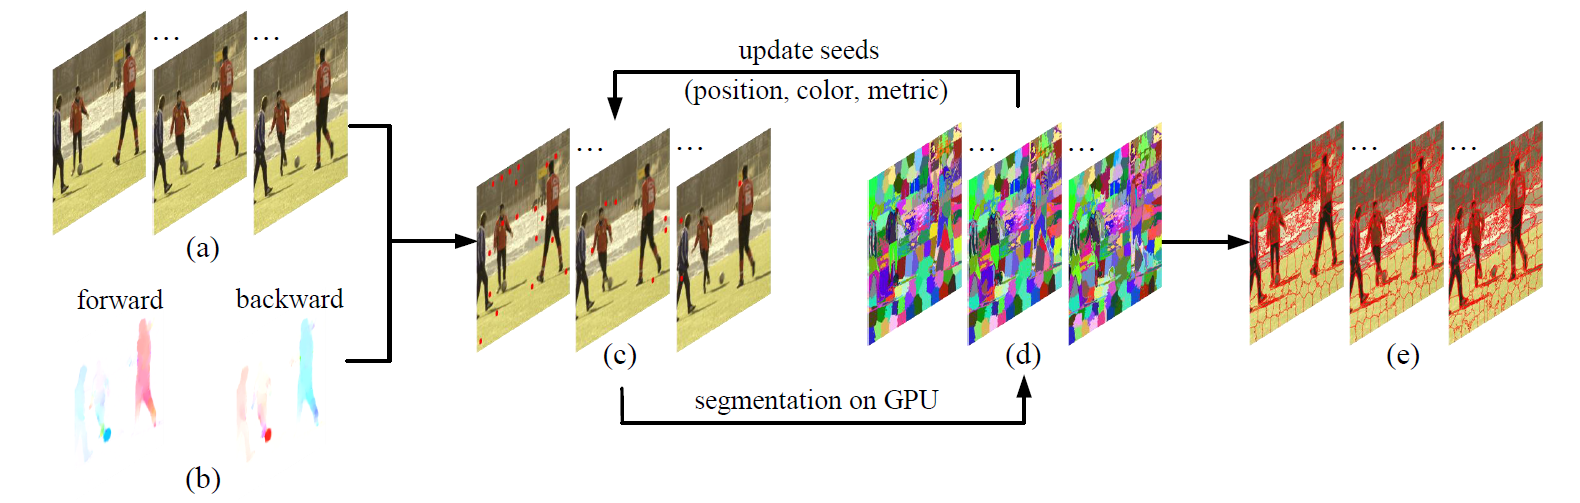 ... ...
(a)
forward
backward
(b)
update seeds
(position, color, metric)
... ...
(c)
segmentation on GPU
... ...
(d)
... ...
(e)